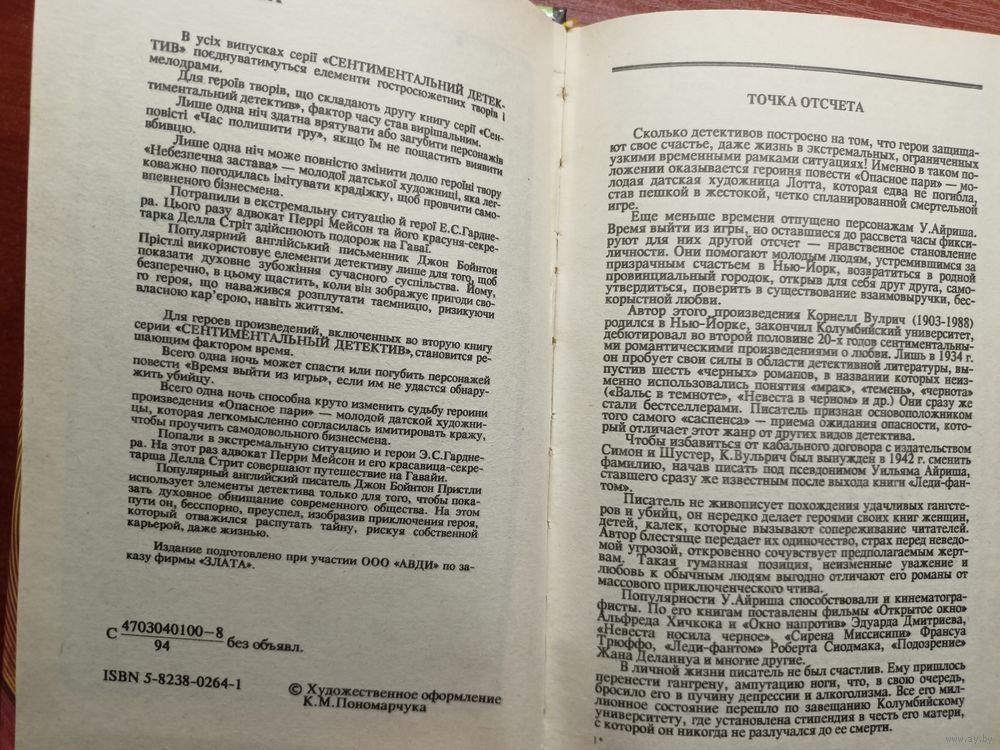 В усіх випусках серії «СЕНТИМЕНТАЛЬНИЙ ДЕТЕК-
ТИВ» поєднуватимуться елементи гостросюжетних творів і
мелодрами.
Для героїв творів, що складають другу книгу серії «Сен-
тиментальний детектив», фактор часу став вирішальним.
Лише одна ніч здатна врятувати або загубити персонажів
повісті «Час полишити гру», якщо їм не пощастить виявити
вбивцю.
Лише одна ніч може повністю змінити долю героїні твору
«Небезпечна застава» — молодої датської художниці, яка лег-
коважно погодилась імітувати крадіжку, щоб провчити само-
впевненого бізнесмена.
Потрапили в екстремальну ситуацію й герої Е.С.Гардне-
ра. Цього разу адвокат Перрі Мейсон та його красуня-секре-
тарка Делла Стріт здійснюють подорож на Гаваї.
Популярний англійський письменник Джон Бойнтон
Прістлі використовує елементи детективу лише для того, щоб
показати духовне зубожіння сучасного суспільства. Йому,
безперечно, в цьому щастить, коли він зображує пригоди сво-
го героя, що наважився розплутати таємницю, ризикуючи
власною кар’єрою, навіть життям.
Для героев произведений, включенных во вторую книгу
серии «СЕНТИМЕНТАЛЬНЫЙ ДЕТЕКТИВ», становится ре-
шающим фактором время.
Всего одна ночь может спасти или погубить персонажей
повести «Время выйти из игры», если им не удастся обнару-
жить убийцу.
Всего одна ночь способна круто изменить судьбу героини
произведения «Опасное пари» — молодой датской художни-
цы, которая легкомысленно согласилась имитировать кражу,
чтобы проучить самодовольного бизнесмена.
Попали в экстремальную ситуацию и герои Э.С.Гардне-
ра. На этот раз адвокат Перри Мейсон и его красавица-секре-
тарша Делла Стрит совершают путешествие на Гавайи.
Популярный английский писатель Джон Бойнтон Пристли
использует элементы детектива только для того, чтобы пока-
зать духовное обнищание современного общества. На этом
пути он, бесспорно, преуспел, изобразив приключения героя,
который отважился распутать тайну, рискуя собственной
карьерой, даже жизнью.
Издание подготовлено при участии ООО «АВДИ» по за-
казу фирмы «ЗЛАТА».
С 4703040100–8
94
без объявл.
ISBN 5-8238-0264-1
© Художественное оформление
К.М.Пономарчука
ТОЧКА ОТСЧЕТА
Сколько детективов построено на том, что герои защища-
ют свое счастье, даже жизнь в экстремальных, ограниченных
узкими временными рамками ситуациях! Именно в таком по-
ложении оказывается героиня повести «Опасное пари» — мо-
лодая датская художница Лотта, которая едва не погибла,
став пешкой в жестокой, четко спланированной смертельной
игре.
Еще меньше времени отпущено персонажам У.Айриша.
Время выйти из игры, но оставшиеся до рассвета часы фикси-
руют для них другой отсчет — нравственное становление
личности. Они помогают молодым людям, устремившимся за
призрачным счастьем в Нью-Йорк, возвратиться в родной
провинциальный городок, открыв для себя друг друга, само-
утвердиться, поверить в существование взаимовыручки, бес-
корыстной любви.
Автор этого произведения Корнелл Вулрич (1903-1988)
родился в Нью-Йорке, закончил Колумбийский университет,
дебютировал во второй половине 20-х годов сентиментальны-
ми романтическими произведениями о любви. Лишь в 1934 г.
он пробует свои силы в области детективной литературы, вы-
пустив шесть «черных» романов, в названии которых неиз-
менно использовались понятия «мрак», «темень», «чернота»
(«Вальс в темноте», «Невеста в черном» и др.) Они сразу же
стали бестселлерами. Писатель признан основоположником
того самого «саспенса» — приема ожидания опасности, кото-
рый отличает этот жанр от других видов детектива.
Чтобы избавиться от кабального договора с издательством
Симон и Шустер, К.Вульрич был вынужден в 1942 г. сменить
фамилию, начав писать под псевдонимом Уильяма Айриша,
ставшего сразу же известным после выхода книги «Леди-фан-
том».
Писатель не живописует похождения удачливых гангсте-
ров и убийц, он нередко делает героями своих книг женщин,
детей, калек, которые вызывают сопереживание читателей.
Автор блестяще передает их одиночество, страх перед неведо-
мой угрозой, откровенно сочувствует предполагаемым жерт-
вам. Такая гуманная позиция, неизменные уважение и
любовь к обычным людям выгодно отличают его романы от
массового приключенческого чтива.
Популярности У.Айриша способствовали и кинематогра-
фисты. По его книгам поставлены фильмы «Открытое окно»
Альфреда Хичкока и «Окно напротив» Эдуарда Дмитриева,
«Невеста носила черное», «Сирена Миссисипи» Франсуа
Трюффо, «Леди-фантом» Роберта Сиодмака, «Подозрение»
Жана Деланнуа и многие другие.
В личной жизни писатель не был счастлив. Ему пришлось
перенести гангрену, ампутацию ноги, что, в свою очередь,
бросило его в пучину депрессии и алкоголизма. Все его мил-
лионное состояние перешло по завещанию Колумбийскому
университету, где установлена стипендия в честь его матери,
с которой он никогда не разлучался до ее смерти.
1*
www.ay.by